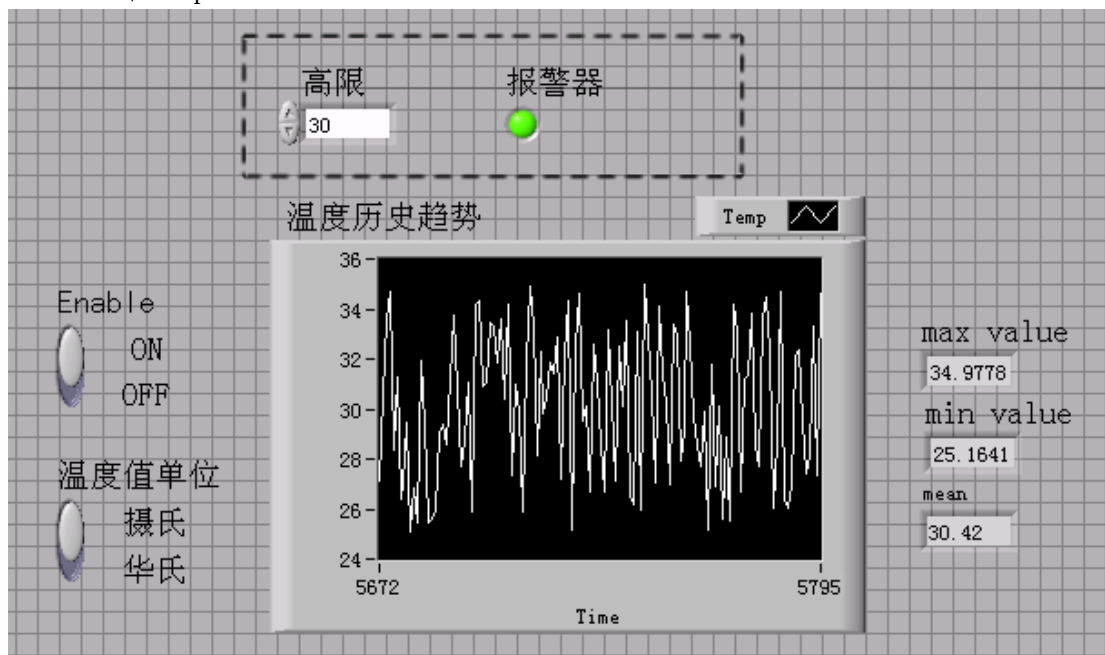 高限
报警器
30
温度历史趋势
Temp
36
34
32
30
28
26
24
5672
5795
Time
Enable
ON
OFF
温度值单位
摄氏
华氏
max value
34.9778
min value
25.1641
mean
30.42